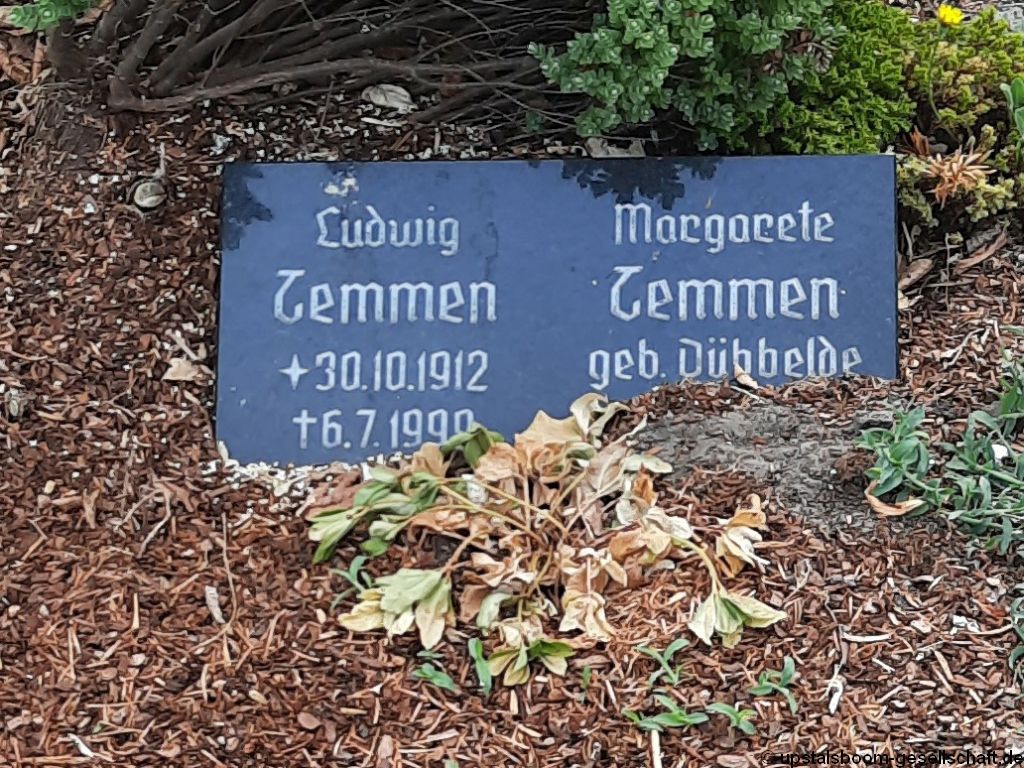 Ludwig
Temmen
30.10.1912
†6.7.1999
Margarete
Temmen
geb. Dübbelde
upstalsboom-gesellschaft.de